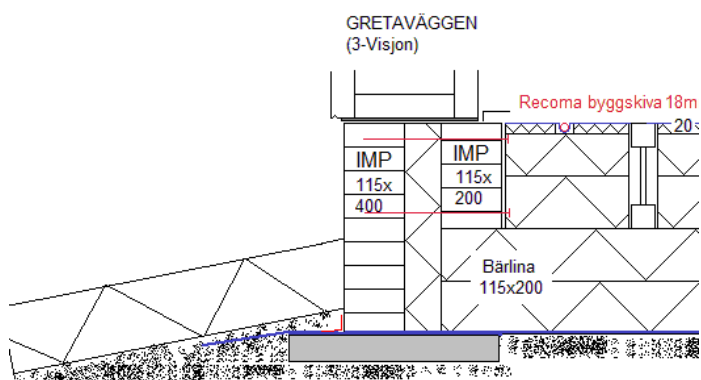 GRETAVÄGGEN
(3-Visjon)
Recoma byggskiva 18m
20
IMP
115x
400
IMP
115x
200
Bärlina
115x200